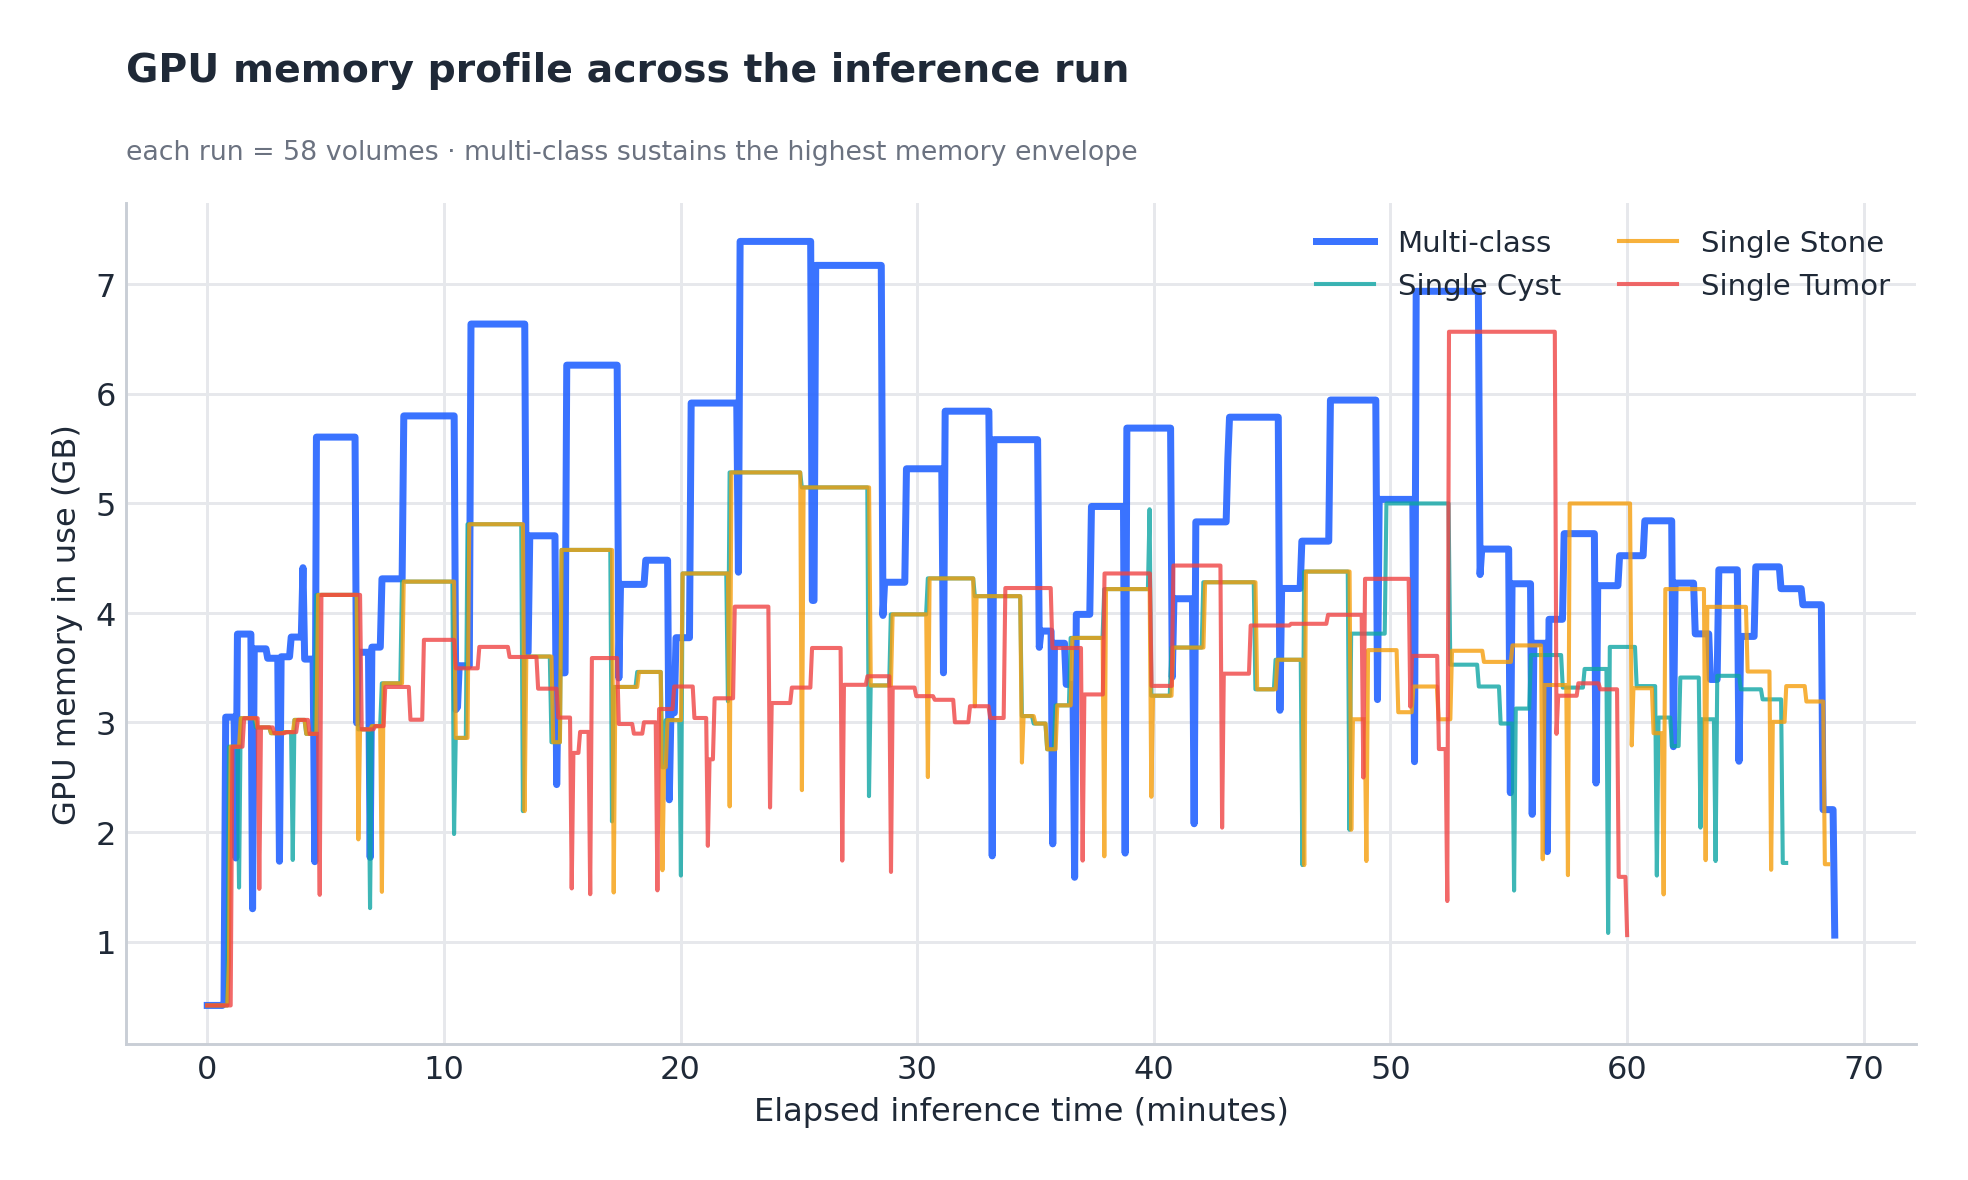 GPU memory profile across the inference run
each run = 58 volumes · multi-class sustains the highest memory envelope
Multi-class
Single Stone
Single Cyst
Single Tumor
GPU memory in use (GB)
7
6
5
4
3
2
1
0 10 20 30 40 50 60 70
Elapsed inference time (minutes)